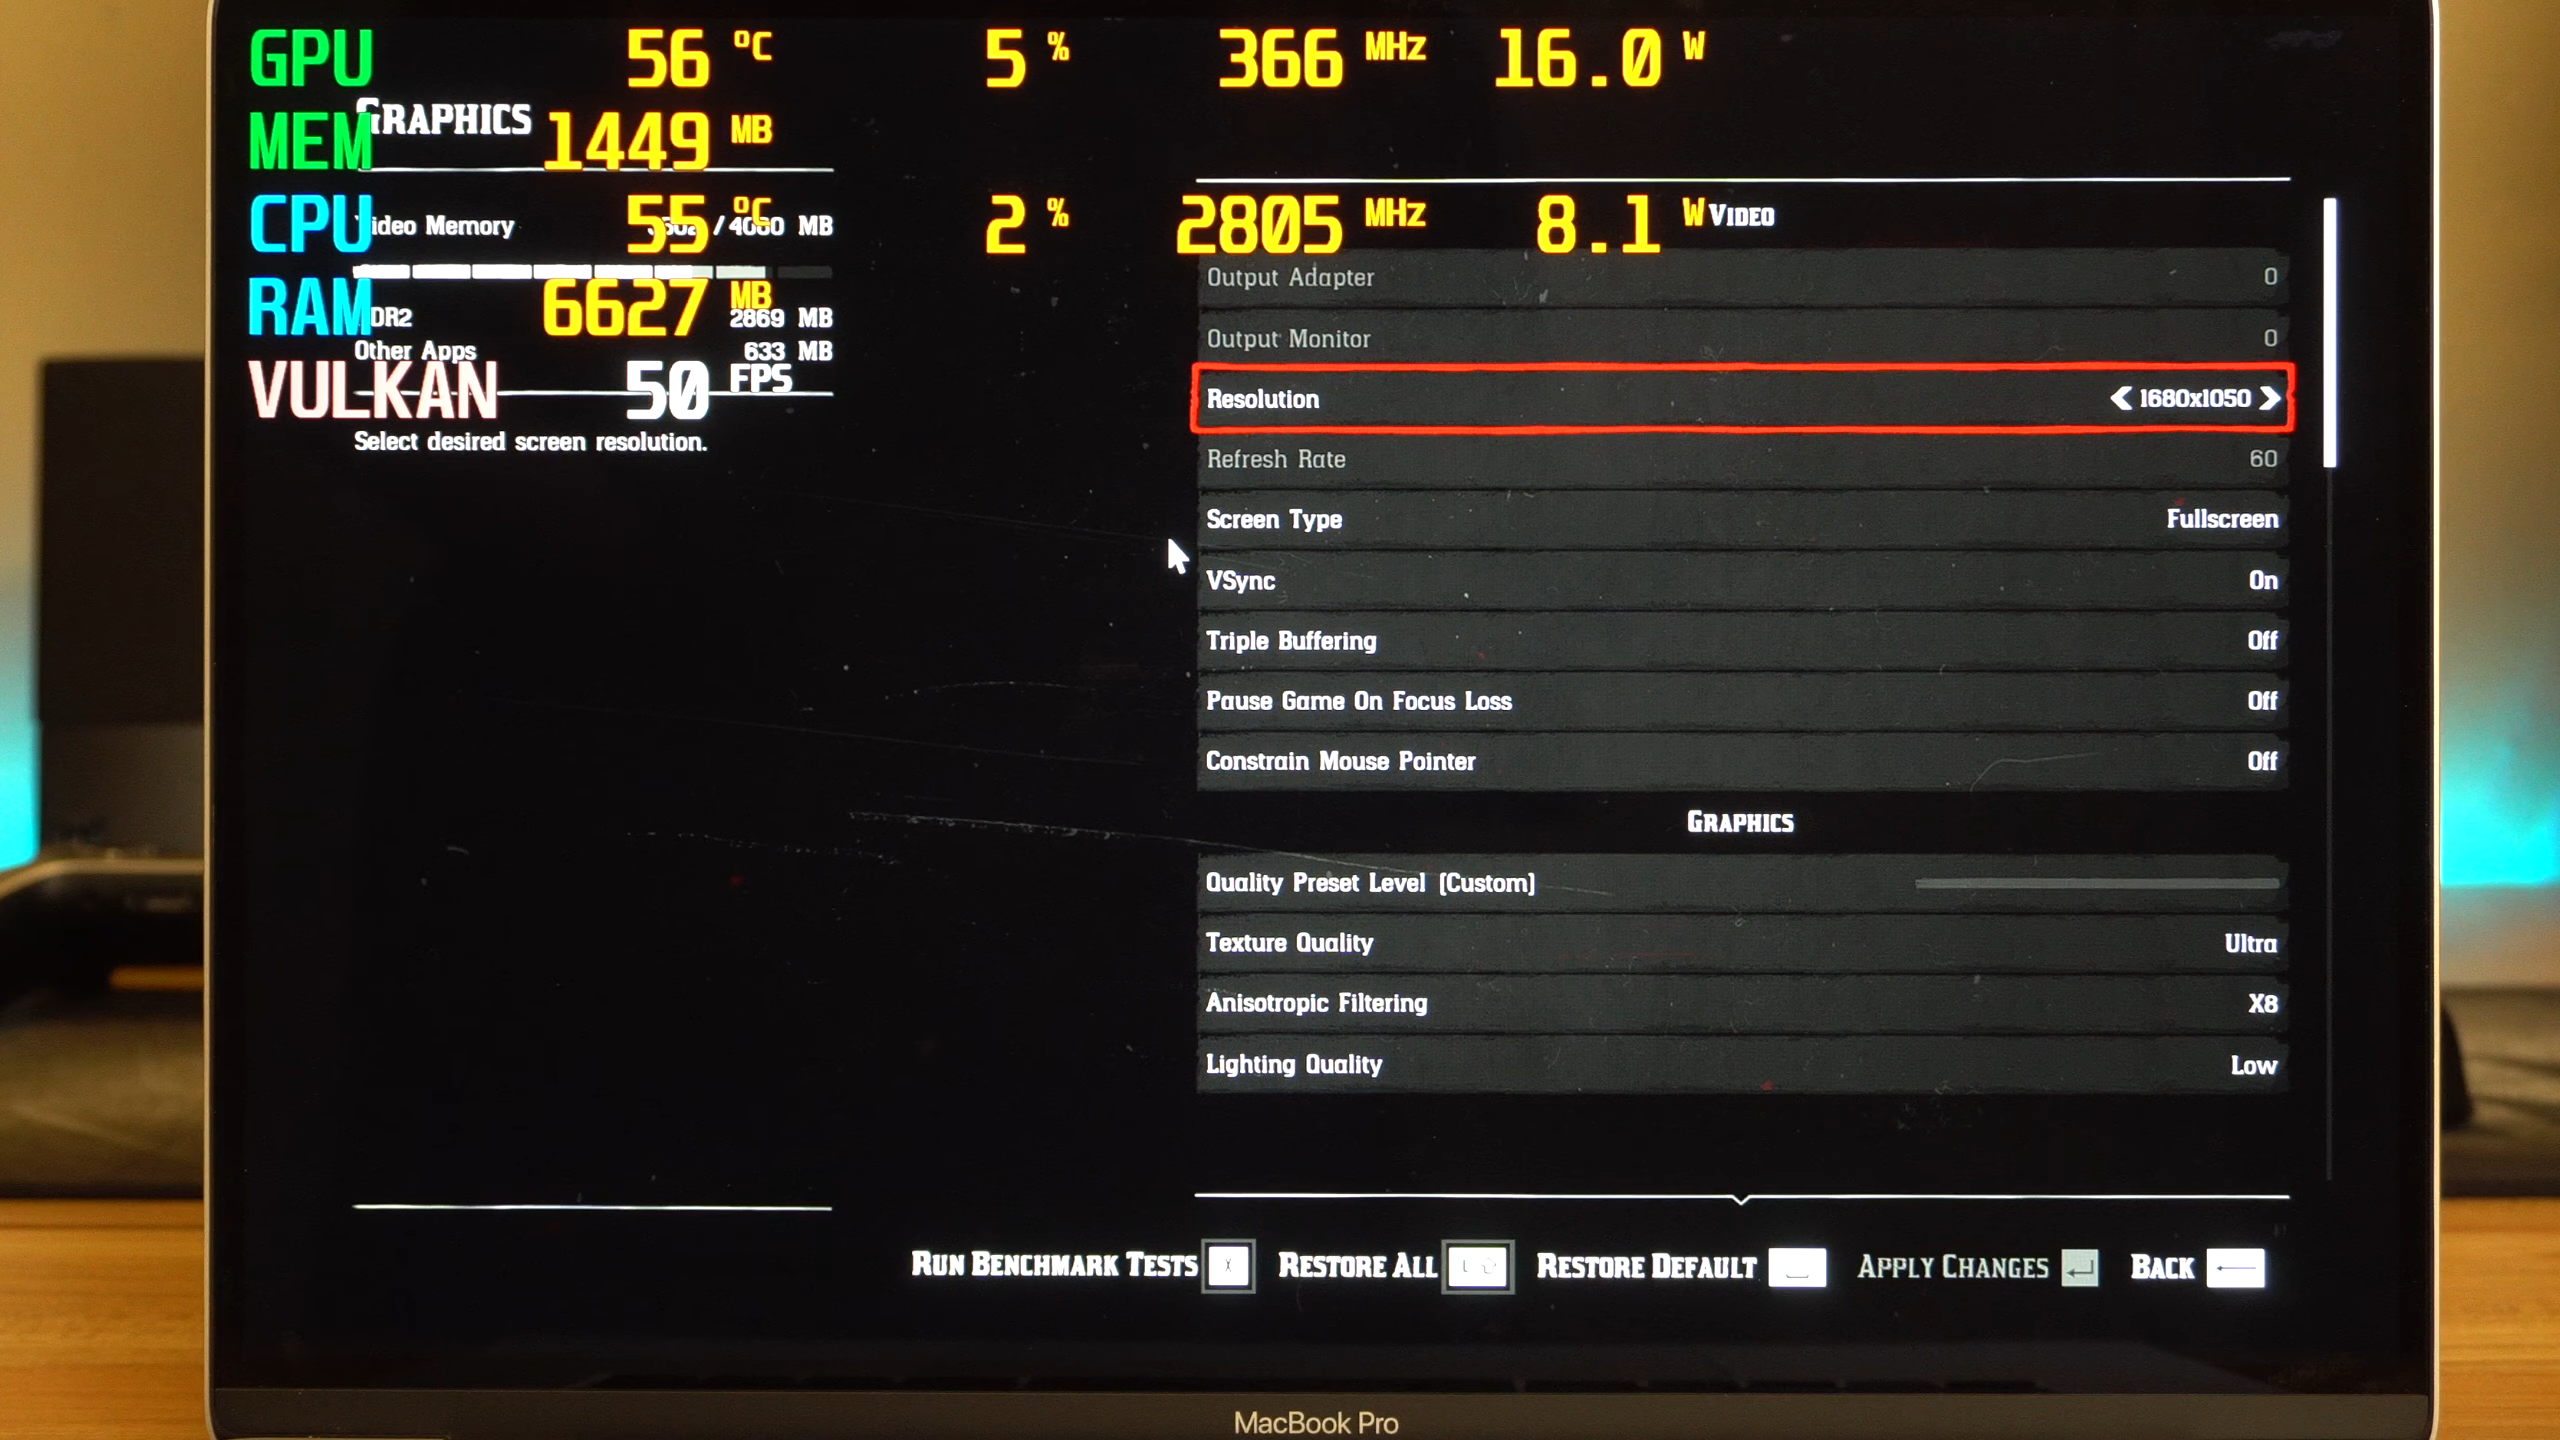 GPU 56 °C 5 % 366 MHz 16.0 W
GRAPHICS
MEM 1449 MB
CPU 55 °C 2 % 2805 MHz 8.1 W
Video Memory / 4080 MB
VIDEO
RAM 6627 MB
2869 MB
Other Apps 633 MB
VULKAN 50 FPS
Select desired screen resolution.
Output Adapter 0
Output Monitor 0
Resolution 1680x1050
Refresh Rate 60
Screen Type Fullscreen
VSync On
Triple Buffering Off
Pause Game On Focus Loss Off
Constrain Mouse Pointer Off
GRAPHICS
Quality Preset Level (Custom)
Texture Quality Ultra
Anisotropic Filtering X8
Lighting Quality Low
RUN BENCHMARK TESTS X RESTORE ALL RESTORE DEFAULT APPLY CHANGES BACK
MacBook Pro